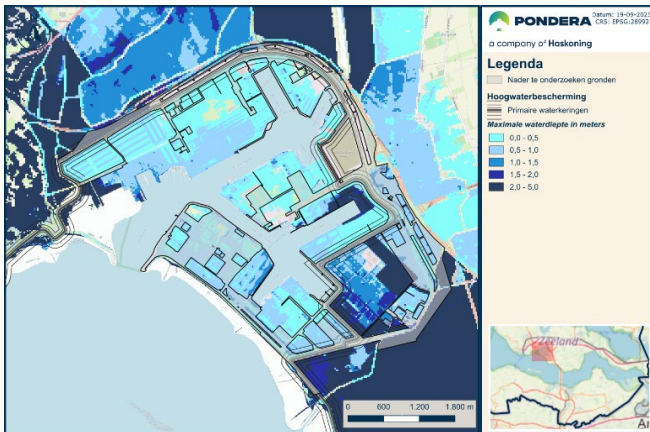 PONDERA
Datum: 19-09-2025
CRS: EPSG:28992
a company of Haskoning
Legenda
Nader te onderzoeken gronden
Hoogwaterbescherming
Primaire waterkeringen
Maximale waterdiepte in meters
0,0 - 0,5
0,5 - 1,0
1,0 - 1,5
1,5 - 2,0
2,0 - 5,0
Zeeland
0 600 1.200 1.800 m